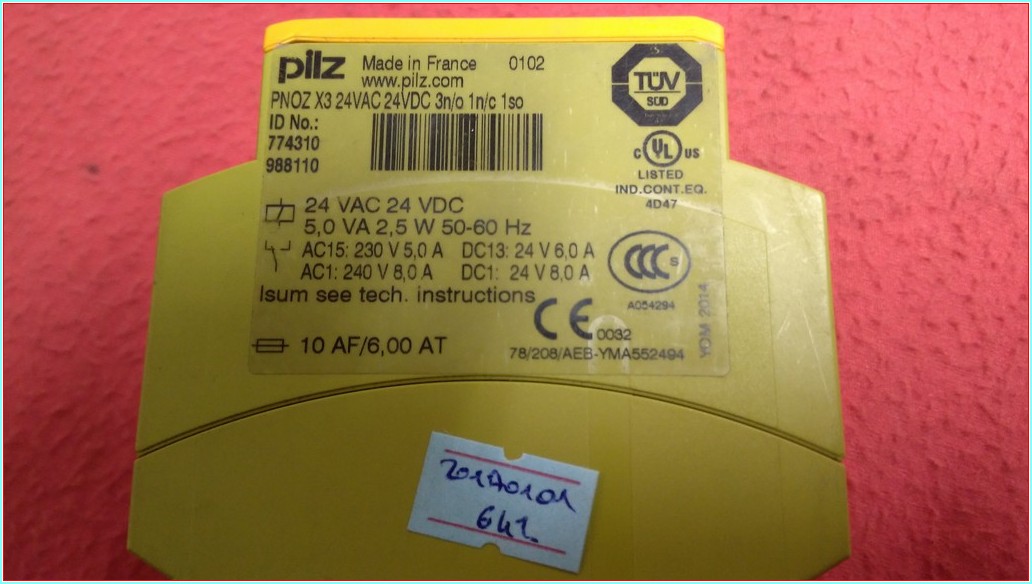 pilz Made in France 0102
www.pilz.com
PNOZ X3 24VAC 24VDC 3n/o 1n/c 1so
ID No.:
774310
988110
TÜV
SÜD
C UL US
LISTED
IND.CONT.EQ.
4D47
24 VAC 24 VDC
5,0 VA 2,5 W 50-60 Hz
AC15: 230 V 5,0 A DC13: 24 V 6,0 A
AC1: 240 V 8,0 A DC1: 24 V 8,0 A
Isum see tech. instructions
CCC S
A054294
CE 0032
10 AF/6,00 AT
78/208/AEB-YMA552494
YOM 2014